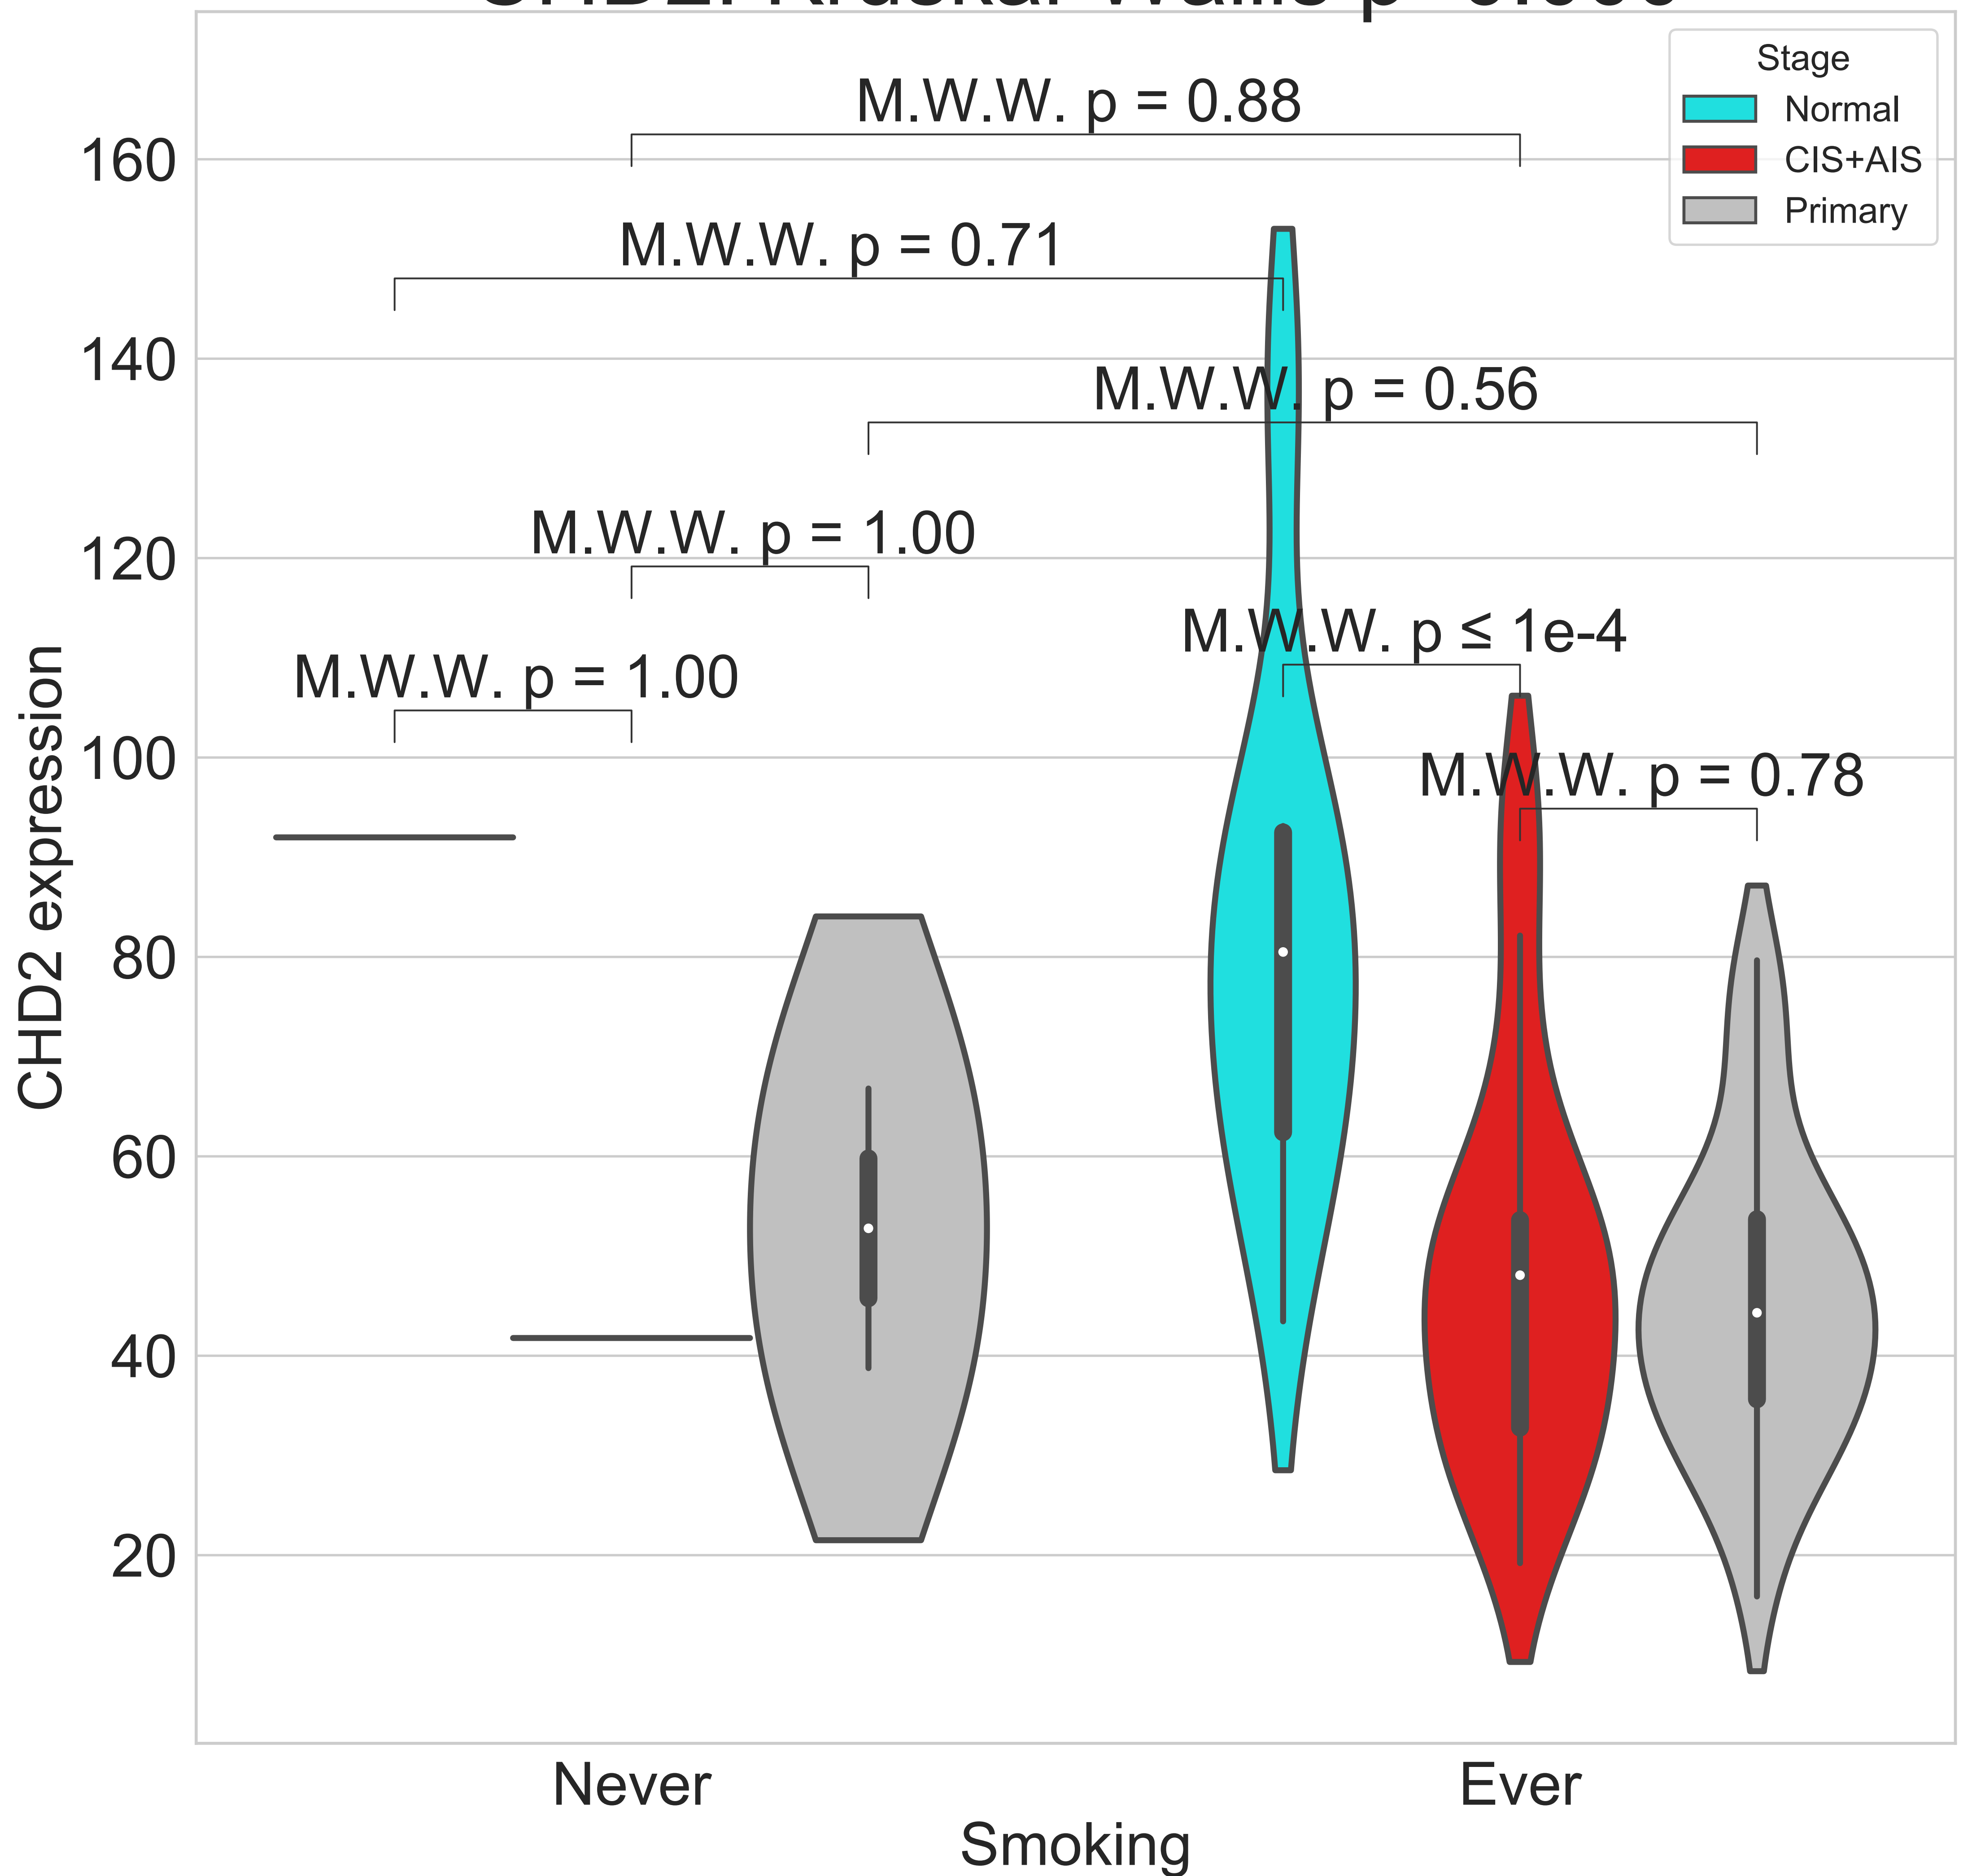 Stage
Normal
CIS+AIS
Primary
M.W.W. p = 0.88
M.W.W. p = 0.71
M.W.W. p = 0.56
M.W.W. p = 1.00
M.W.W. p ≤ 1e-4
M.W.W. p = 1.00
M.W.W. p = 0.78
CHD2 expression
160
140
120
100
80
60
40
20
Never
Ever
Smoking